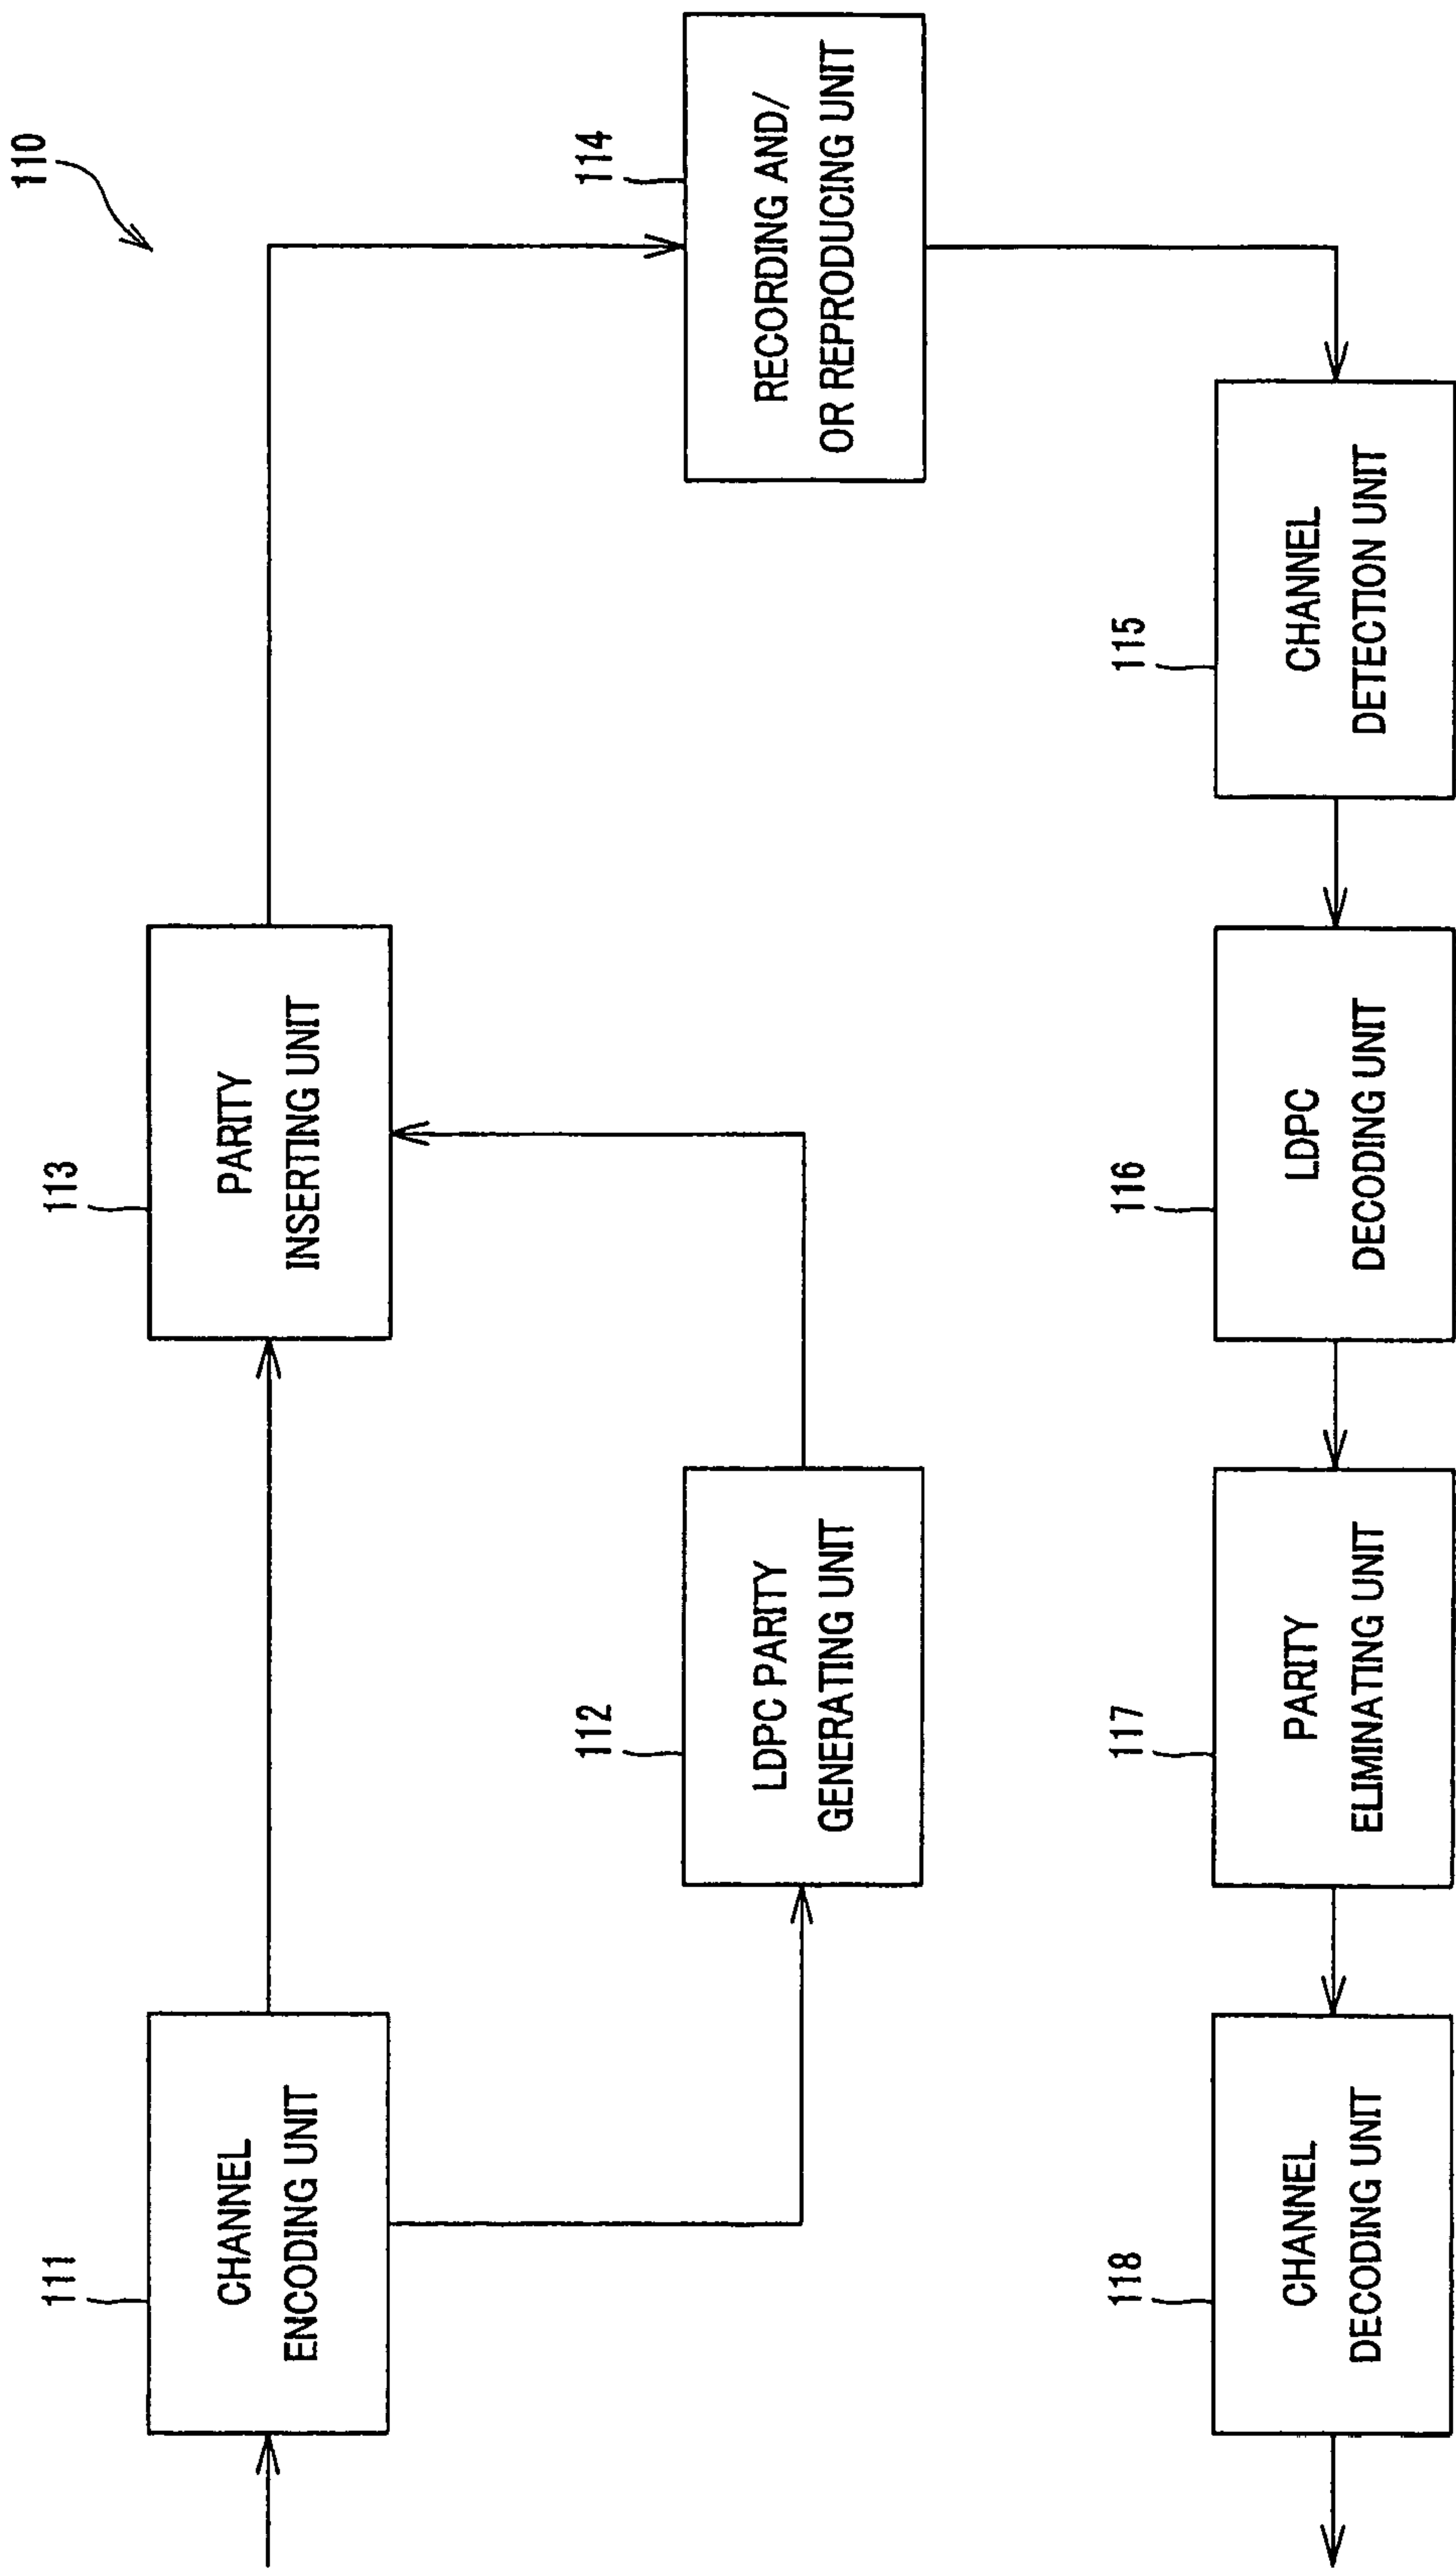 110
111
CHANNEL
ENCODING UNIT
113
PARITY
INSERTING UNIT
112
LDPC PARITY
GENERATING UNIT
114
RECORDING AND/
OR REPRODUCING UNIT
118
CHANNEL
DECODING UNIT
117
PARITY
ELIMINATING UNIT
116
LDPC
DECODING UNIT
115
CHANNEL
DETECTION UNIT